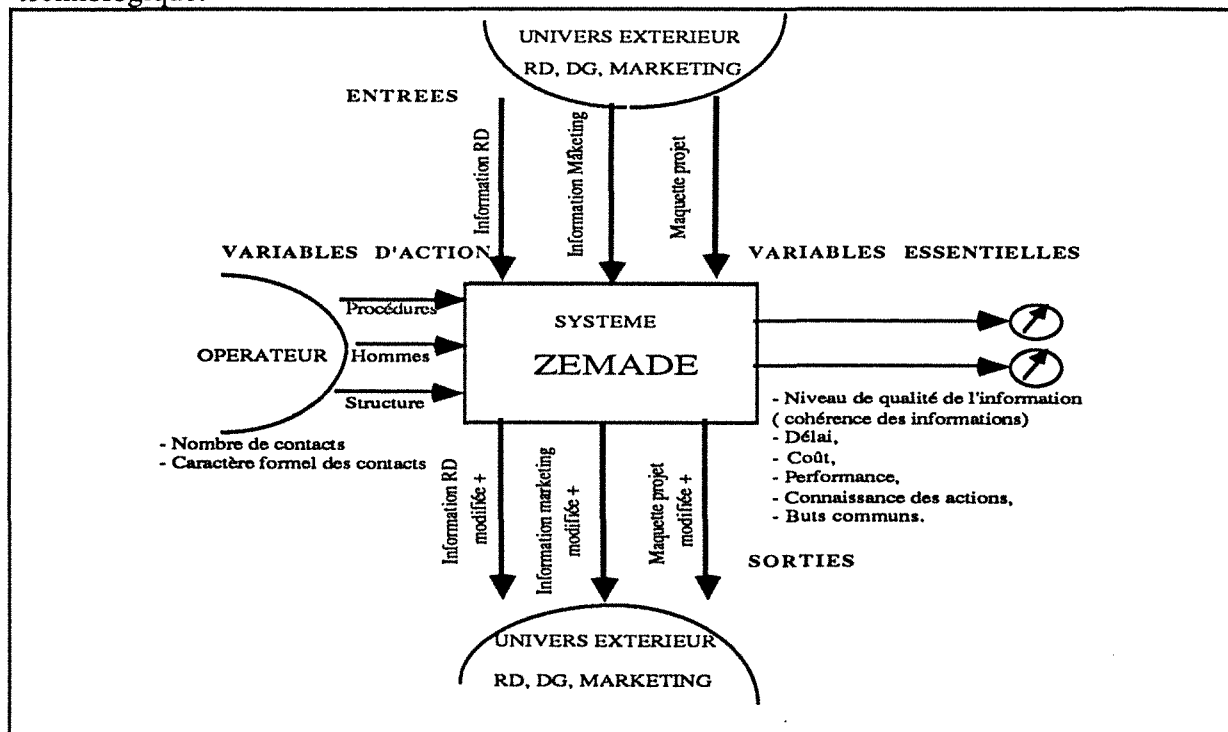 UNIVERS EXTERIEUR
RD, DG, MARKETING
ENTREES
Information RD
Information Maketing
Maquette projet
VARIABLES D'ACTION
VARIABLES ESSENTIELLES
Procédures
Hommes
Structure
OPERATEUR
SYSTEME
ZEMADE
- Nombre de contacts
- Caractère formel des contacts
- Niveau de qualité de l'information
( cohérence des informations)
- Délai,
- Coût,
- Performance,
- Connaissance des actions,
- Buts communs.
Information RD
modifiée +
Information marketing
modifiée +
Maquette projet
modifiée +
SORTIES
UNIVERS EXTERIEUR
RD, DG, MARKETING